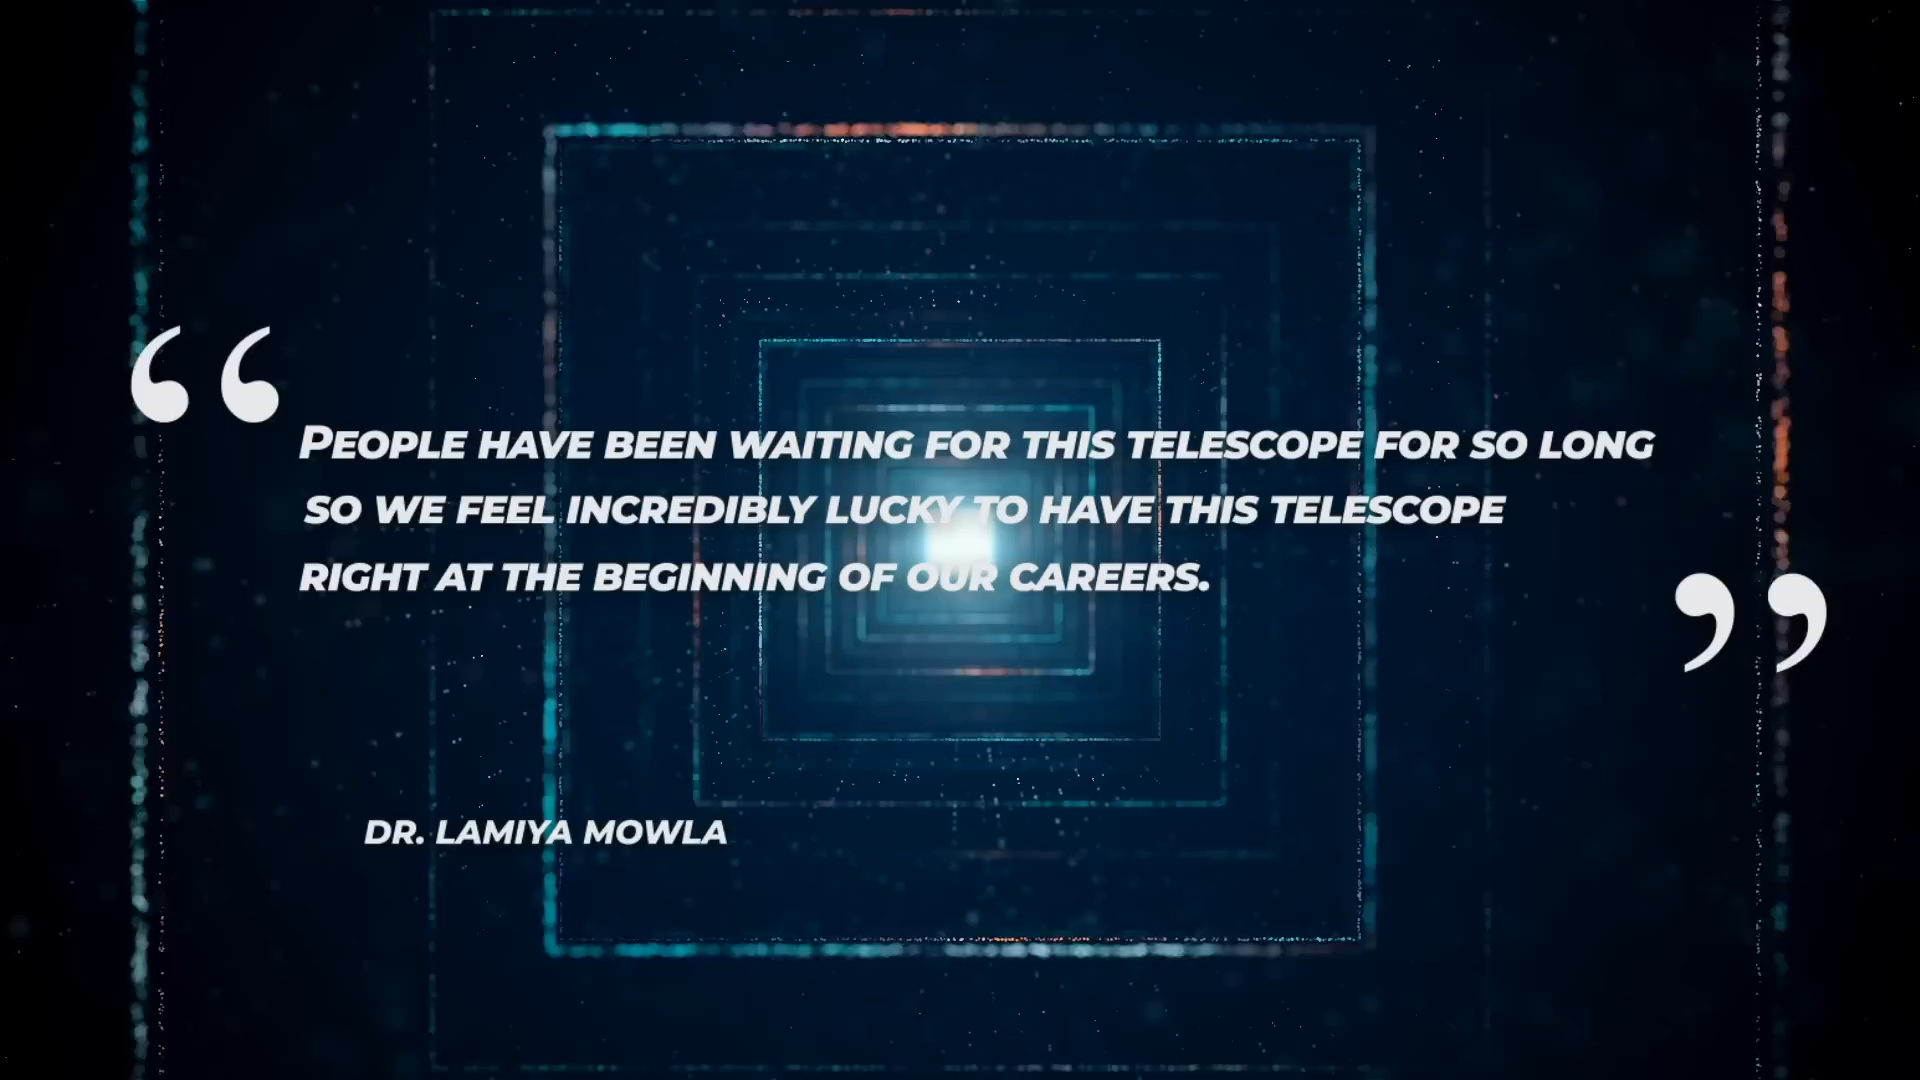 “ PEOPLE HAVE BEEN WAITING FOR THIS TELESCOPE FOR SO LONG
SO WE FEEL INCREDIBLY LUCKY TO HAVE THIS TELESCOPE
RIGHT AT THE BEGINNING OF OUR CAREERS. ”
DR. LAMIYA MOWLA